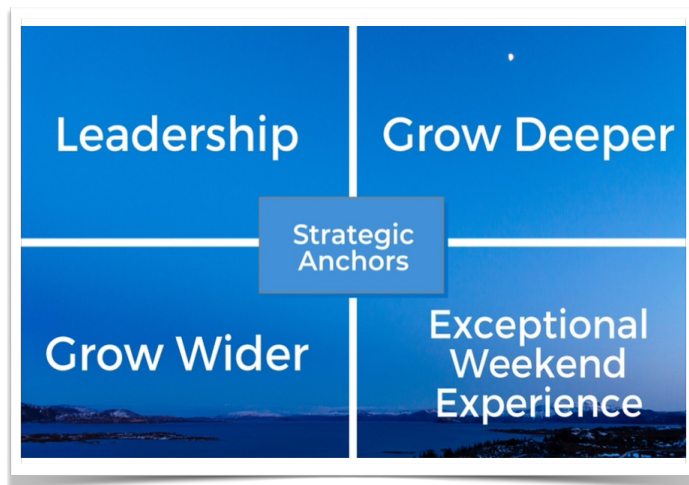 Leadership
Grow Deeper
Strategic
Anchors
Grow Wider
Exceptional
Weekend
Experience